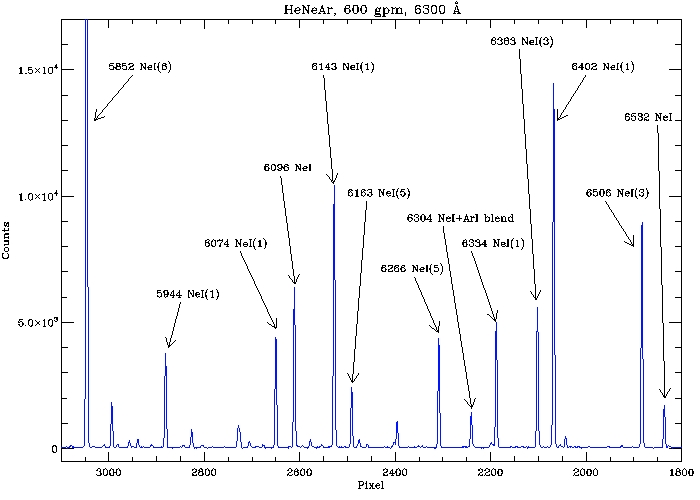 HeNeAr, 600 gpm, 6300 Å
6383 NeI(3)
5852 NeI(6)
6143 NeI(1)
6402 NeI(1)
1.5×10⁴
6532 NeI
6096 NeI
6163 NeI(5)
6506 NeI(3)
1.0×10⁴
6304 NeI+ArI blend
6074 NeI(1)
6334 NeI(1)
Counts
6266 NeI(5)
5944 NeI(1)
5.0×10³
0
3000 2800 2600 2400 2200 2000 1800
Pixel